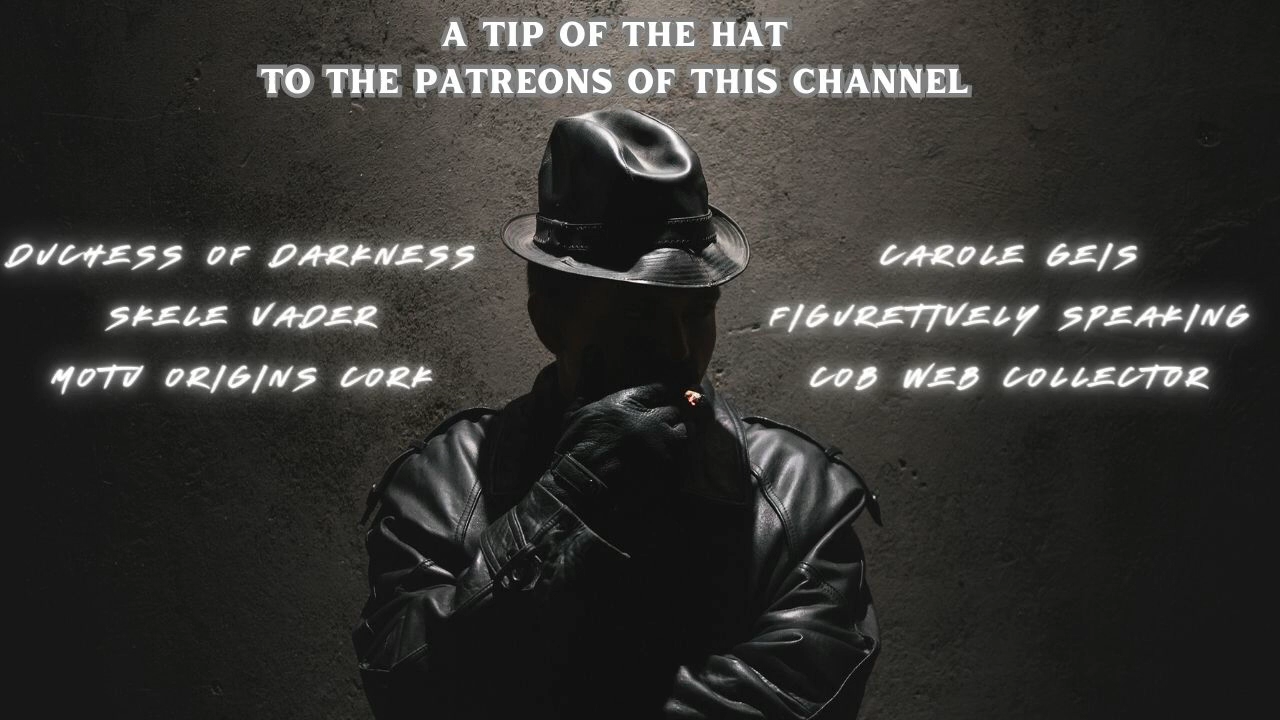 A TIP OF THE HAT
TO THE PATREONS OF THIS CHANNEL
DUCHESS OF DARKNESS
SKELE VADER
MOTU ORIGINS CORK
CAROLE GEIS
FIGURETTVELY SPEAKING
COB WEB COLLECTOR